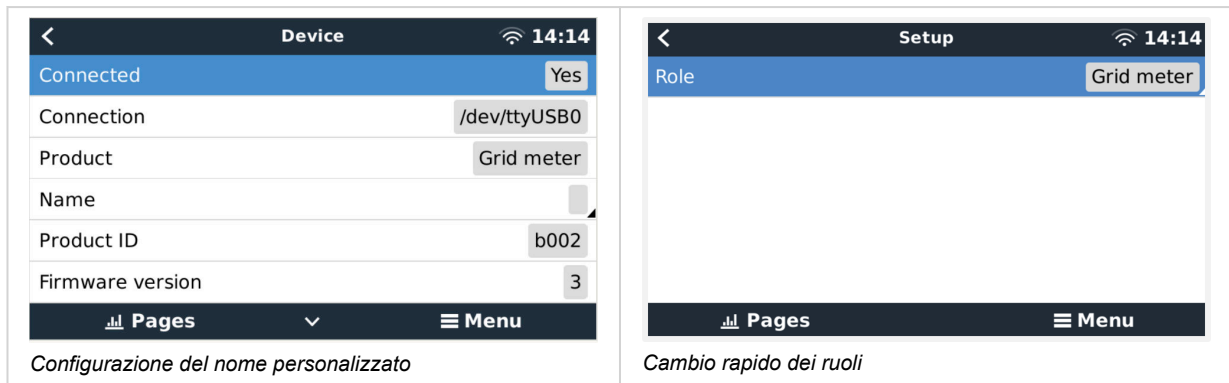 Device 14:14
Connected Yes
Connection /dev/ttyUSB0
Product Grid meter
Name
Product ID b002
Firmware version 3
Pages Menu
Configurazione del nome personalizzato
Setup 14:14
Role Grid meter
Pages Menu
Cambio rapido dei ruoli